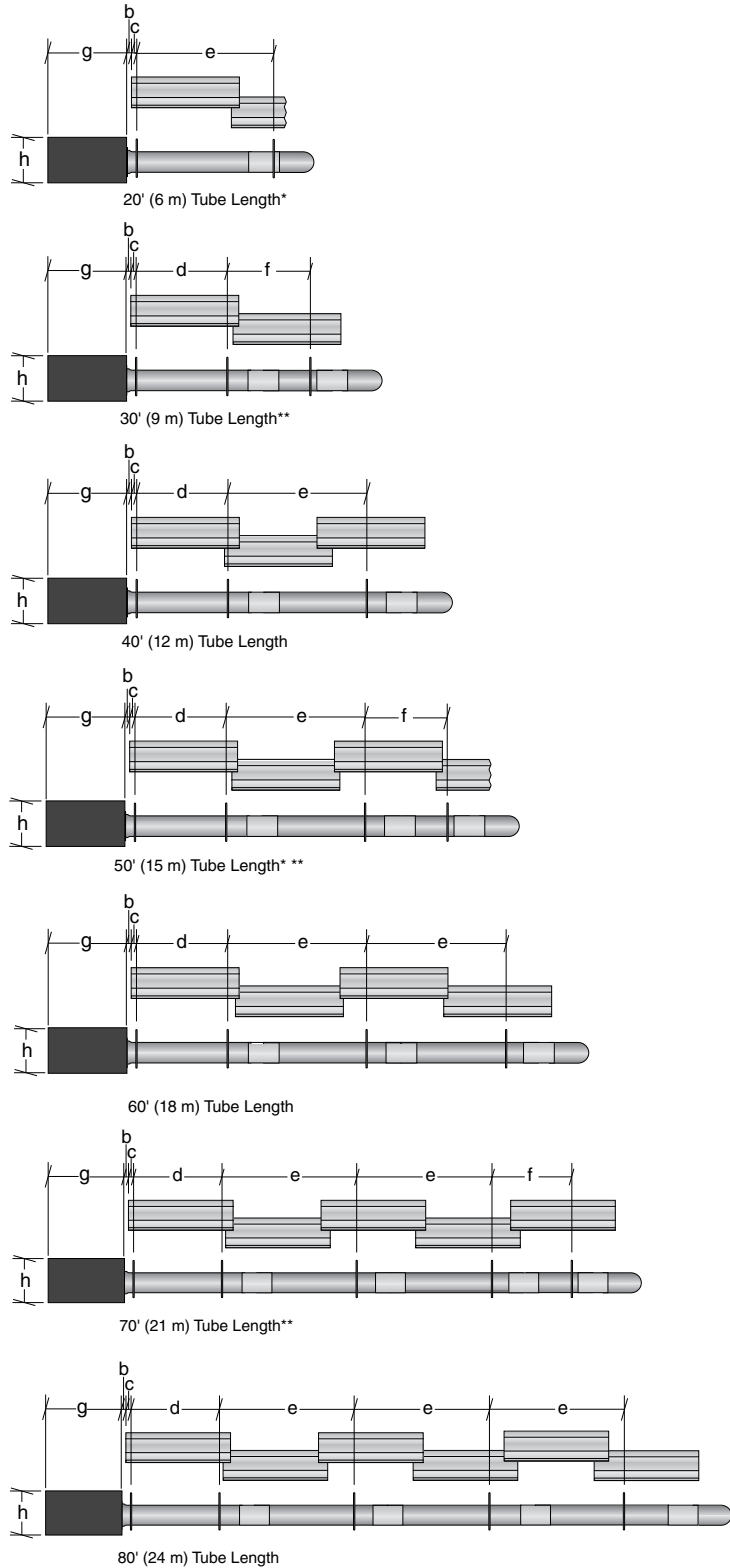 b
c
g e
h
20' (6 m) Tube Length*
b
c
g d f
h
30' (9 m) Tube Length**
b
c
g d e
h
40' (12 m) Tube Length
b
c
g d e f
h
50' (15 m) Tube Length* **
b
c
g d e e
h
60' (18 m) Tube Length
b
c
g d e e f
h
70' (21 m) Tube Length**
b
c
g d e e e
h
80' (24 m) Tube Length